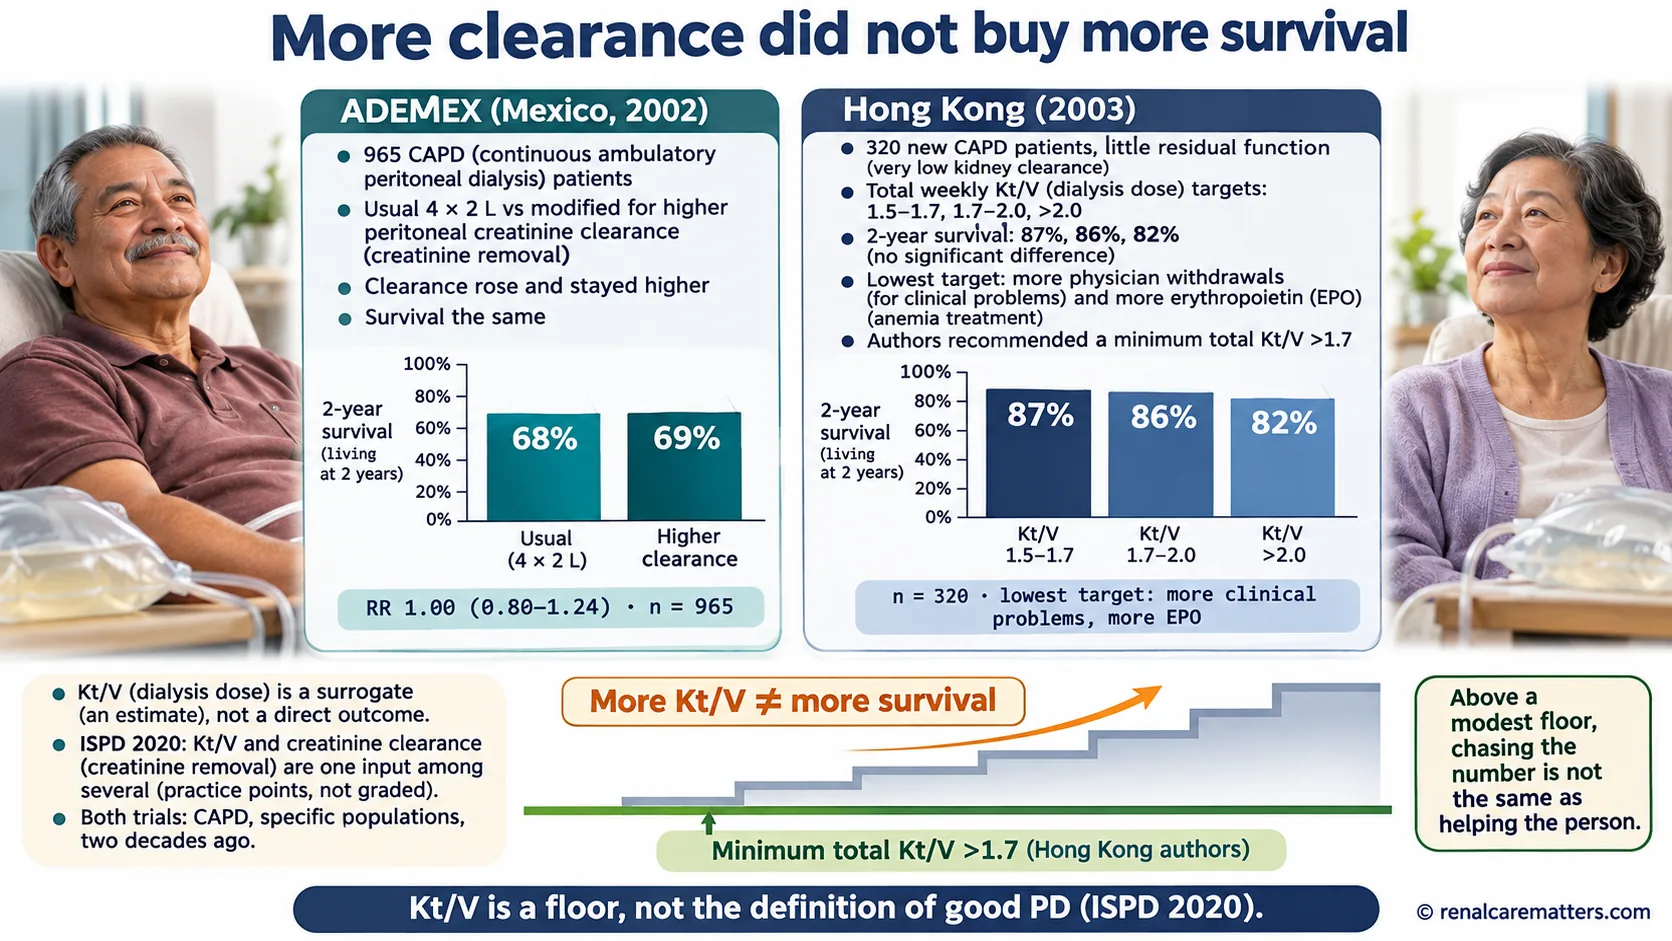 More clearance did not buy more survival
ADEMEX (Mexico, 2002)
965 CAPD (continuous ambulatory
peritoneal dialysis) patients
Usual 4 × 2 L vs modified for higher
peritoneal creatinine clearance
(creatinine removal)
Clearance rose and stayed higher
Survival the same
2-year
survival
(living
at 2 years)
100%
80%
60%
40%
20%
0%
68%
69%
Usual
(4 × 2 L)
Higher
clearance
RR 1.00 (0.80–1.24) · n = 965
Hong Kong (2003)
320 new CAPD patients, little residual function
(very low kidney clearance)
Total weekly Kt/V (dialysis dose) targets:
1.5–1.7, 1.7–2.0, >2.0
2-year survival: 87%, 86%, 82%
(no significant difference)
Lowest target: more physician withdrawals
(for clinical problems) and more erythropoietin (EPO)
(anemia treatment)
Authors recommended a minimum total Kt/V >1.7
2-year
survival
(living
at 2 years)
100%
80%
60%
40%
20%
0%
87%
86%
82%
Kt/V
1.5–1.7
Kt/V
1.7–2.0
Kt/V
>2.0
n = 320 · lowest target: more clinical
problems, more EPO
Kt/V (dialysis dose) is a surrogate
(an estimate), not a direct outcome.
ISPD 2020: Kt/V and creatinine clearance
(creatinine removal) are one input among
several (practice points, not graded).
Both trials: CAPD, specific populations,
two decades ago.
More Kt/V ≠ more survival
Minimum total Kt/V >1.7 (Hong Kong authors)
Above a
modest floor,
chasing the
number is not
the same as
helping the person.
Kt/V is a floor, not the definition of good PD (ISPD 2020).
© renalcarematters.com